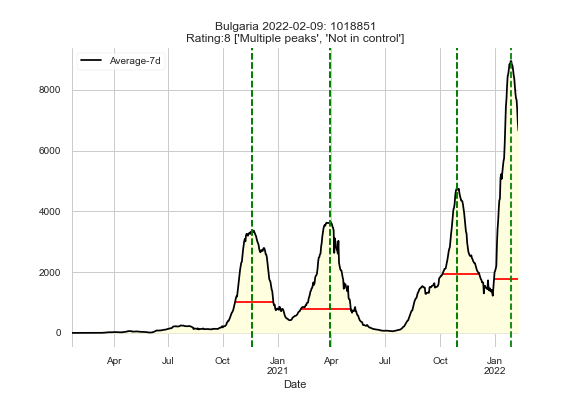 Bulgaria 2022-02-09: 1018851
Rating:8 ['Multiple peaks', 'Not in control']
Average-7d
8000
6000
4000
2000
0
Apr
Jul
Oct
Jan
2021
Apr
Jul
Oct
Jan
2022
Date